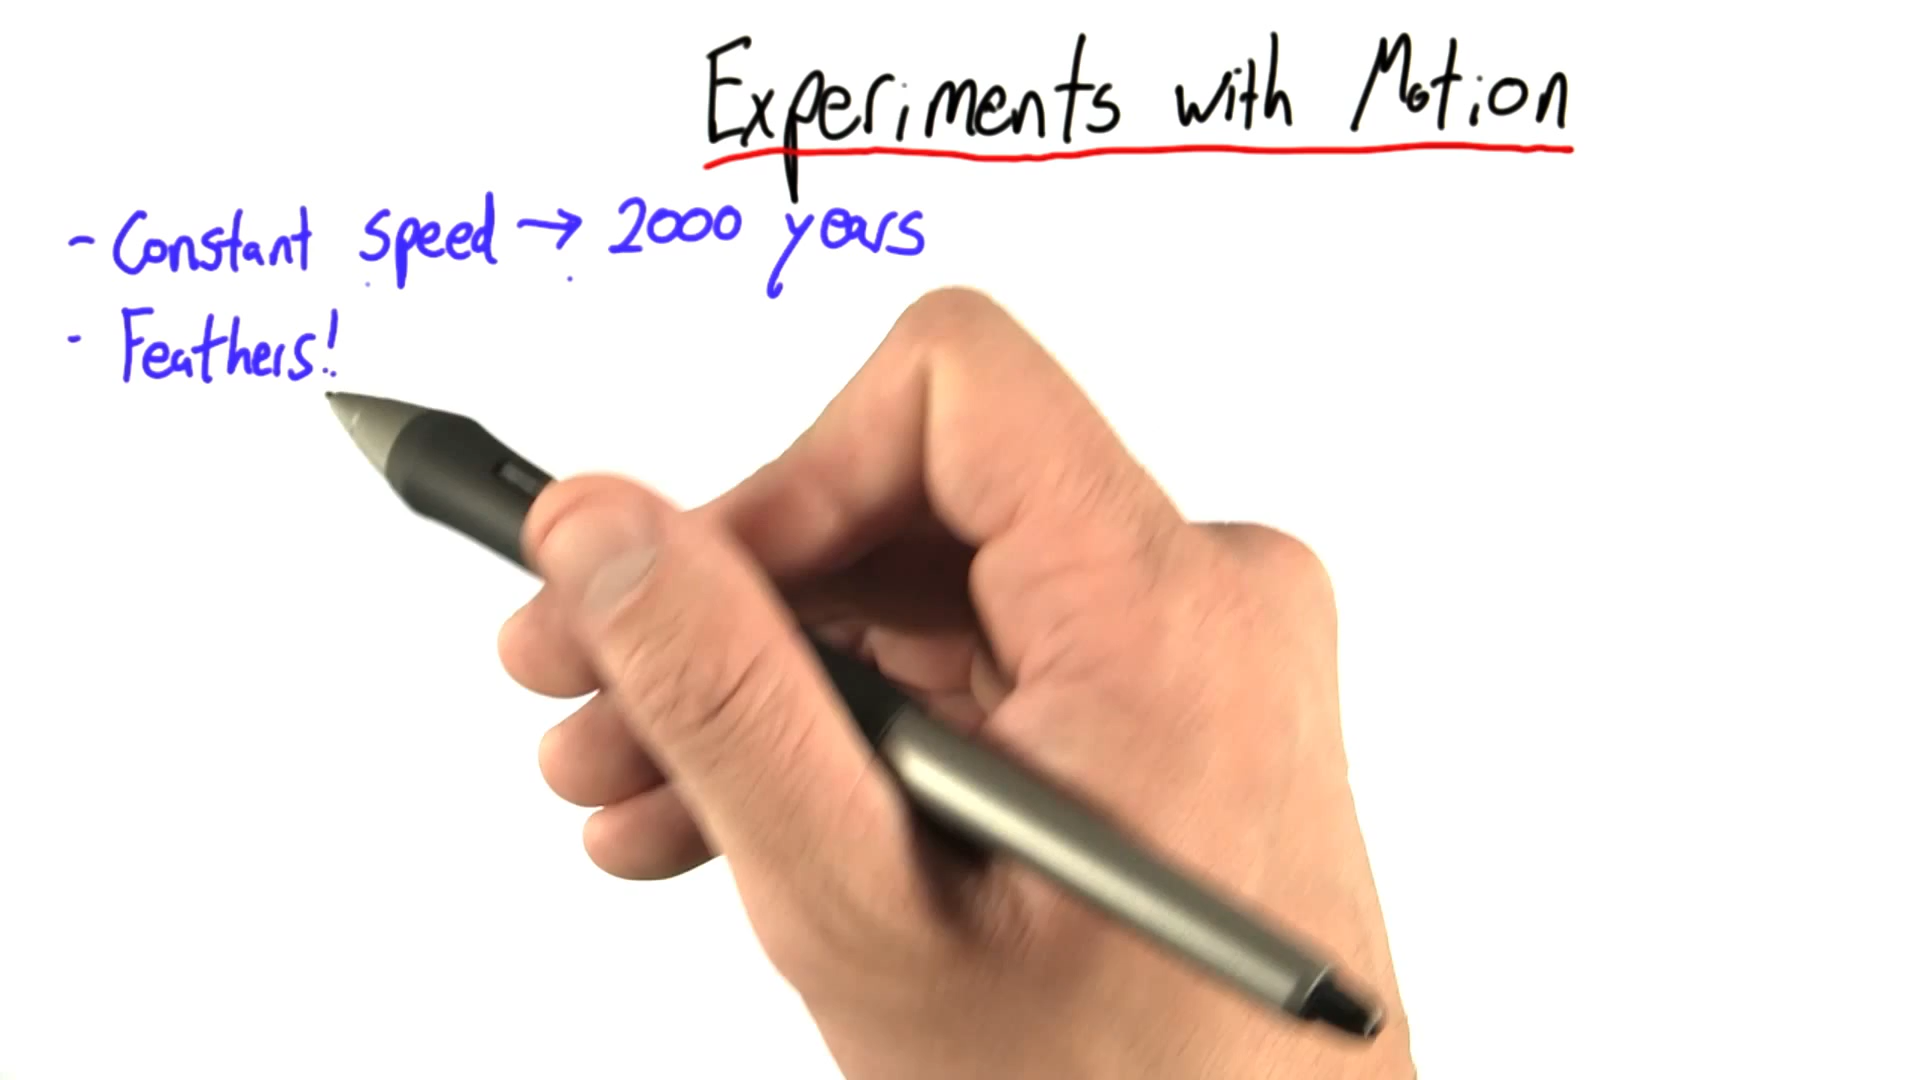 Experiments with Motion
- Constant speed → 2000 years
- Feathers!